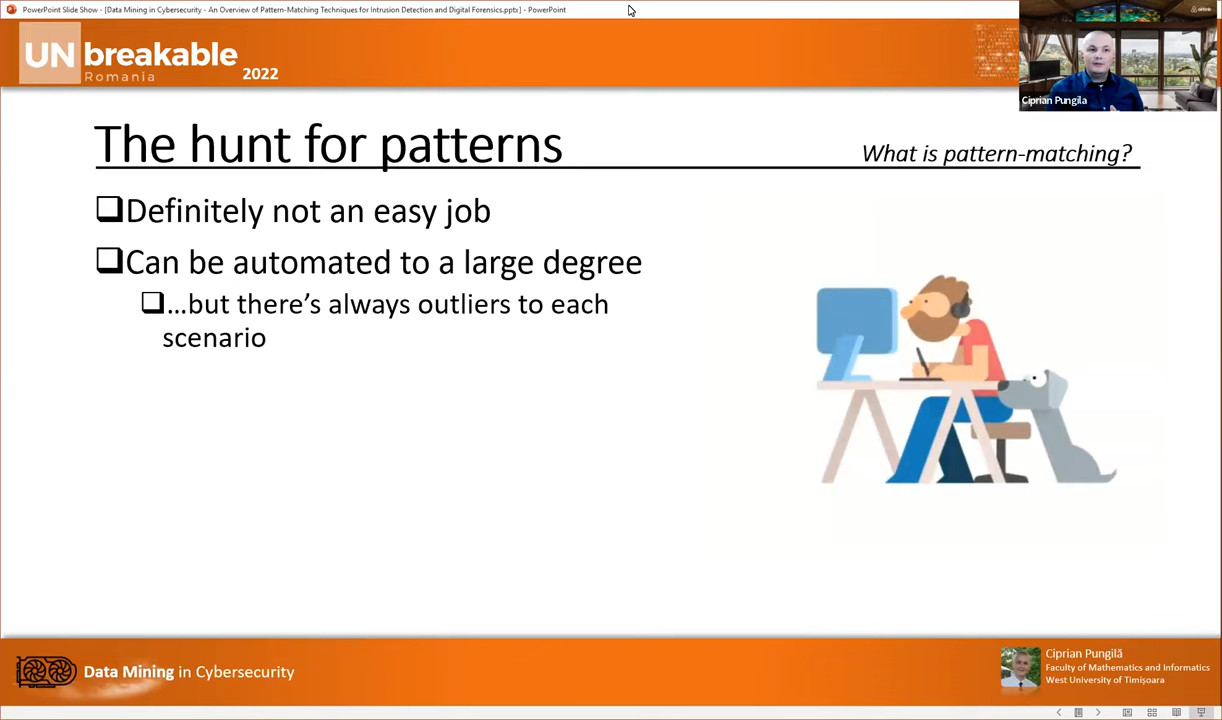 PowerPoint Slide Show - [Data Mining in Cybersecurity - An Overview of Pattern-Matching Techniques for Intrusion Detection and Digital Forensics.pptx] - PowerPoint
UNbreakable
Romania
2022
airbnb
Ciprian Pungila
The hunt for patterns
What is pattern-matching?
❑Definitely not an easy job
❑Can be automated to a large degree
❑…but there’s always outliers to each
scenario
Data Mining in Cybersecurity
Ciprian Pungilă
Faculty of Mathematics and Informatics
West University of Timișoara